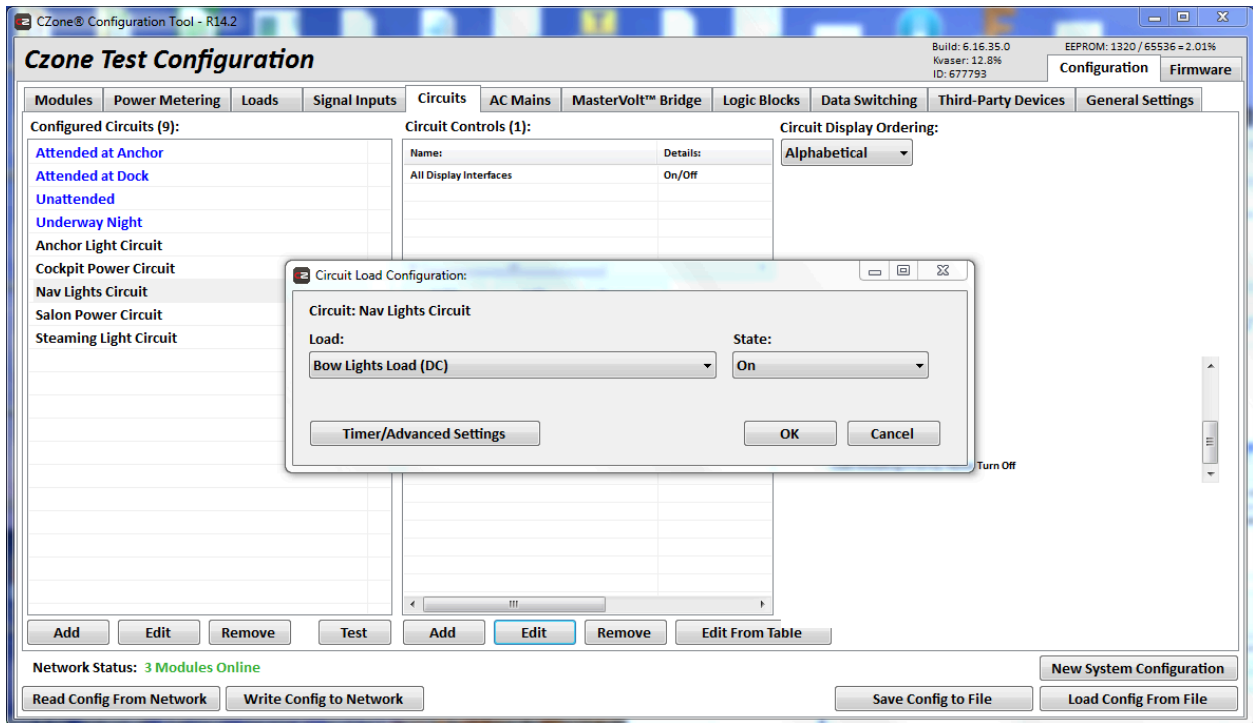 CZone® Configuration Tool - R14.2
Czone Test Configuration
Build: 6.16.35.0
Kvaser: 12.8%
ID: 677793
EEPROM: 1320 / 65536 = 2.01%
Configuration Firmware
Modules Power Metering Loads Signal Inputs Circuits AC Mains MasterVolt™ Bridge Logic Blocks Data Switching Third-Party Devices General Settings
Configured Circuits (9): Circuit Controls (1): Circuit Display Ordering:
Attended at Anchor Name: Details: Alphabetical
Attended at Dock All Display Interfaces On/Off
Unattended
Underway Night
Anchor Light Circuit
Cockpit Power Circuit
Nav Lights Circuit
Salon Power Circuit
Steaming Light Circuit
Circuit Load Configuration:
Circuit: Nav Lights Circuit
Load: State:
Bow Lights Load (DC) On
Timer/Advanced Settings OK Cancel
Turn Off
Add Edit Remove Test Add Edit Remove Edit From Table
Network Status: 3 Modules Online New System Configuration
Read Config From Network Write Config to Network Save Config to File Load Config From File